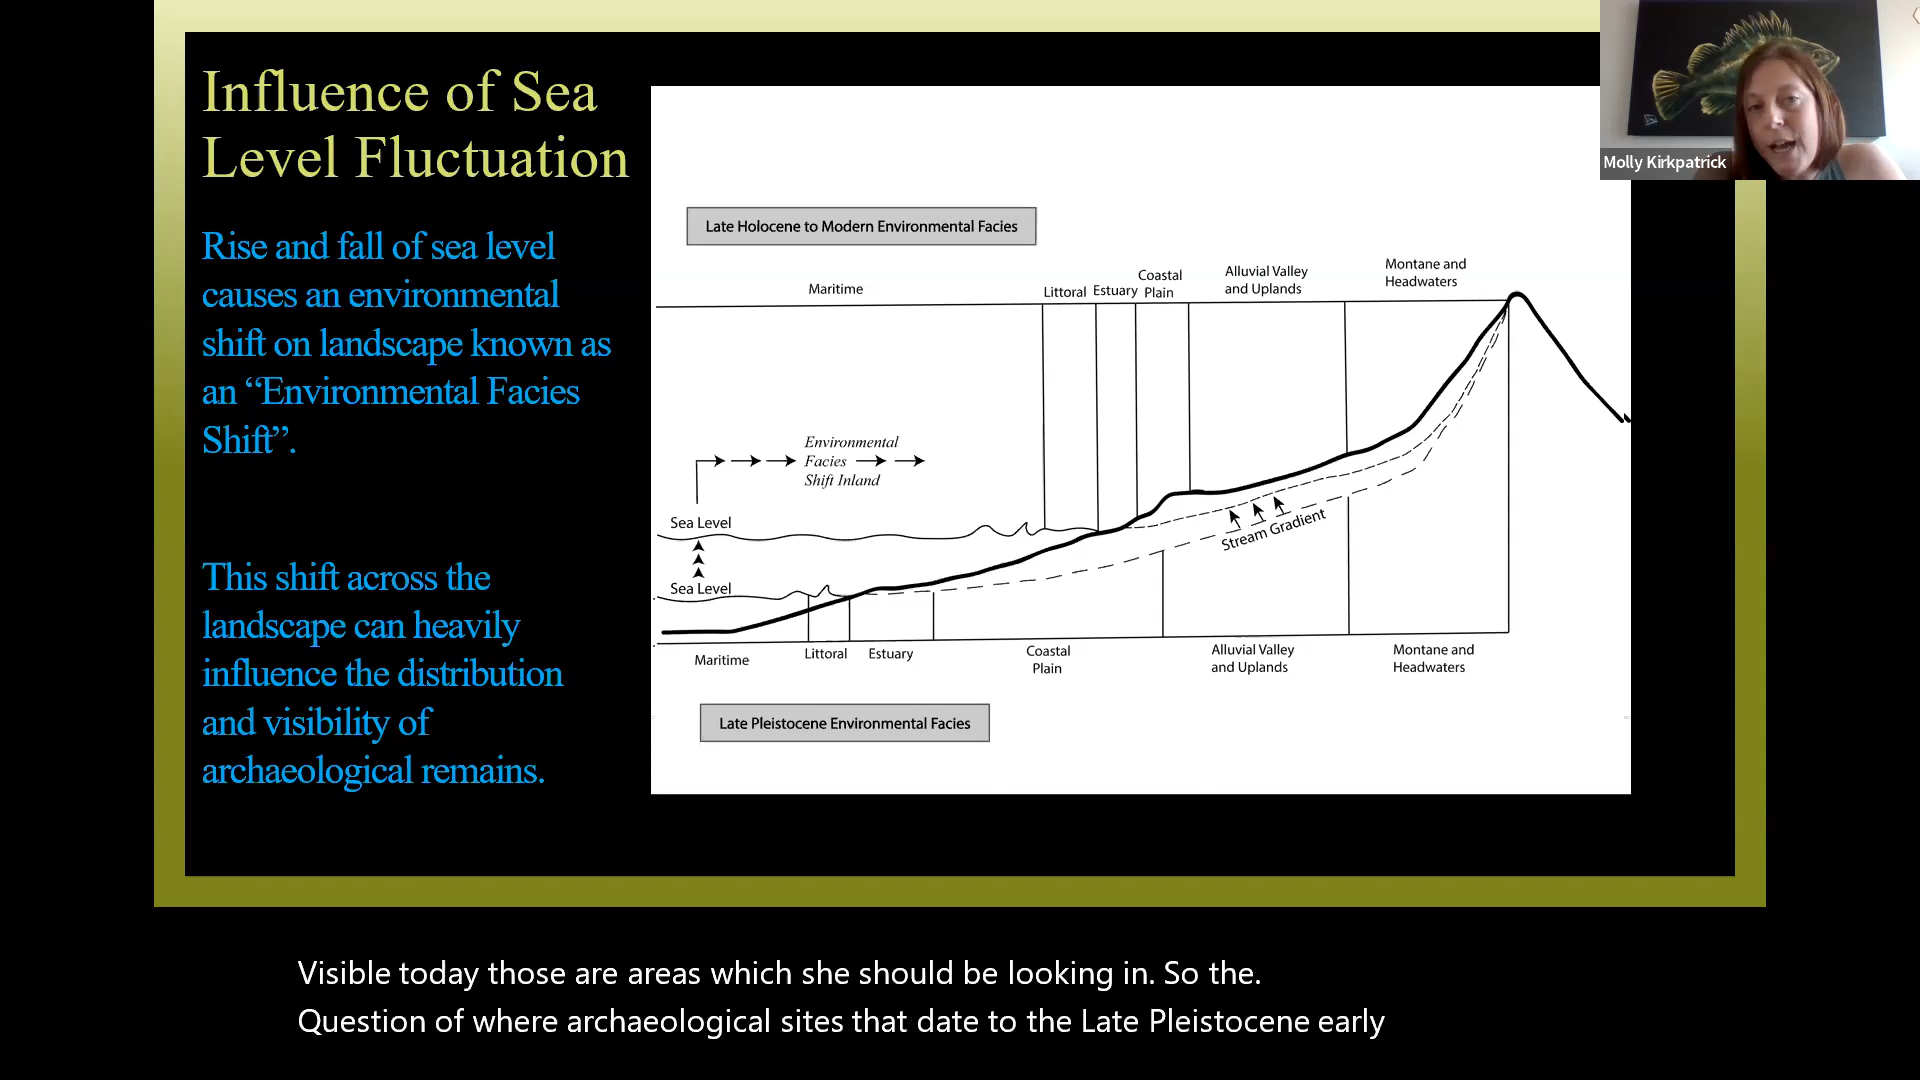 Influence of Sea
Level Fluctuation
Rise and fall of sea level
causes an environmental
shift on landscape known as
an “Environmental Facies
Shift”.
This shift across the
landscape can heavily
influence the distribution
and visibility of
archaeological remains.
Late Holocene to Modern Environmental Facies
Maritime
Littoral
Estuary
Coastal
Plain
Alluvial Valley
and Uplands
Montane and
Headwaters
Environmental
Facies
Shift Inland
Sea Level
Sea Level
Stream Gradient
Maritime
Littoral
Estuary
Coastal
Plain
Alluvial Valley
and Uplands
Montane and
Headwaters
Late Pleistocene Environmental Facies
Molly Kirkpatrick
Visible today those are areas which she should be looking in. So the.
Question of where archaeological sites that date to the Late Pleistocene early